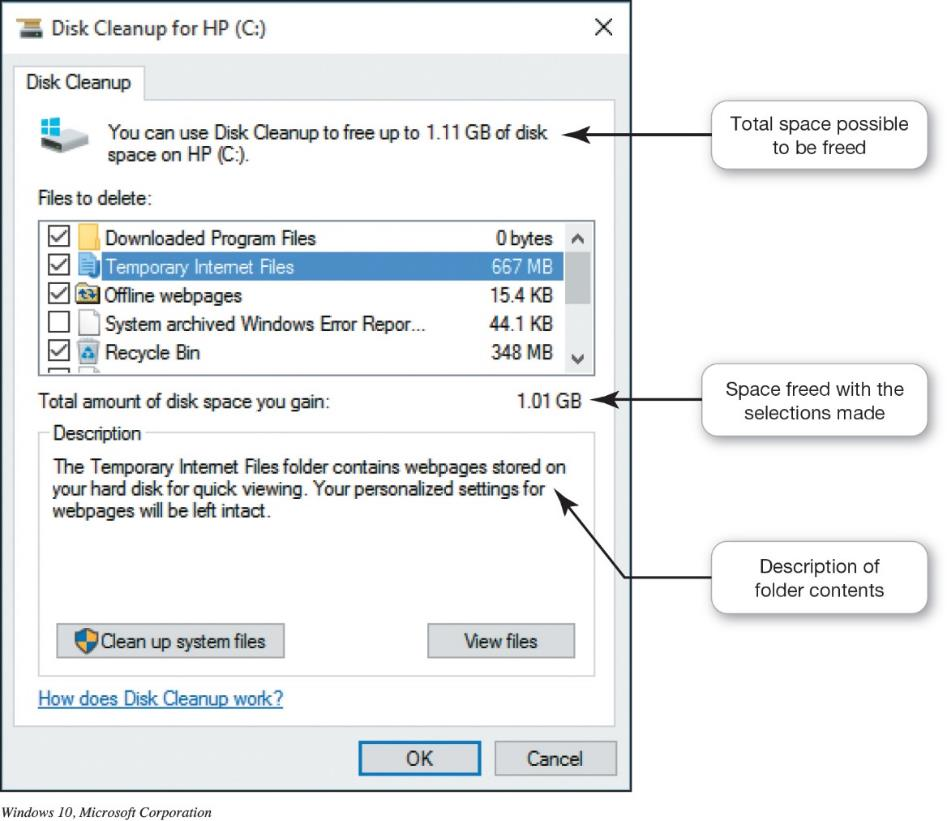 Disk Cleanup for HP (C:)
Disk Cleanup
You can use Disk Cleanup to free up to 1.11 GB of disk
space on HP (C:).
Total space possible
to be freed
Files to delete:
Downloaded Program Files 0 bytes
Temporary Internet Files 667 MB
Offline webpages 15.4 KB
System archived Windows Error Repor... 44.1 KB
Recycle Bin 348 MB
Total amount of disk space you gain: 1.01 GB
Space freed with the
selections made
Description
The Temporary Internet Files folder contains webpages stored on
your hard disk for quick viewing. Your personalized settings for
webpages will be left intact.
Description of
folder contents
Clean up system files
View files
How does Disk Cleanup work?
OK
Cancel
Windows 10, Microsoft Corporation